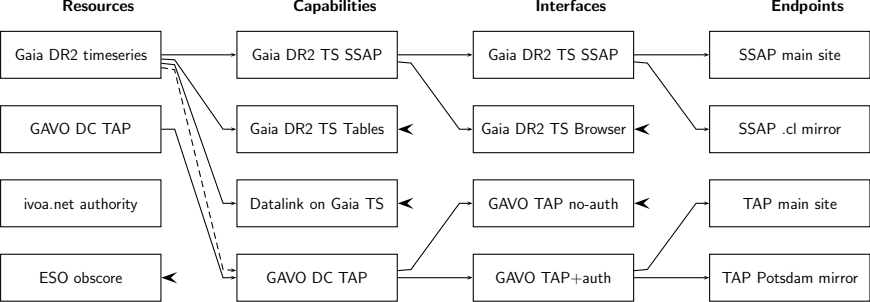 Resources Capabilities Interfaces Endpoints
Gaia DR2 timeseries Gaia DR2 TS SSAP Gaia DR2 TS SSAP SSAP main site
GAVO DC TAP Gaia DR2 TS Tables Gaia DR2 TS Browser SSAP .cl mirror
ivoa.net authority Datalink on Gaia TS GAVO TAP no-auth TAP main site
ESO obscore GAVO DC TAP GAVO TAP+auth TAP Potsdam mirror